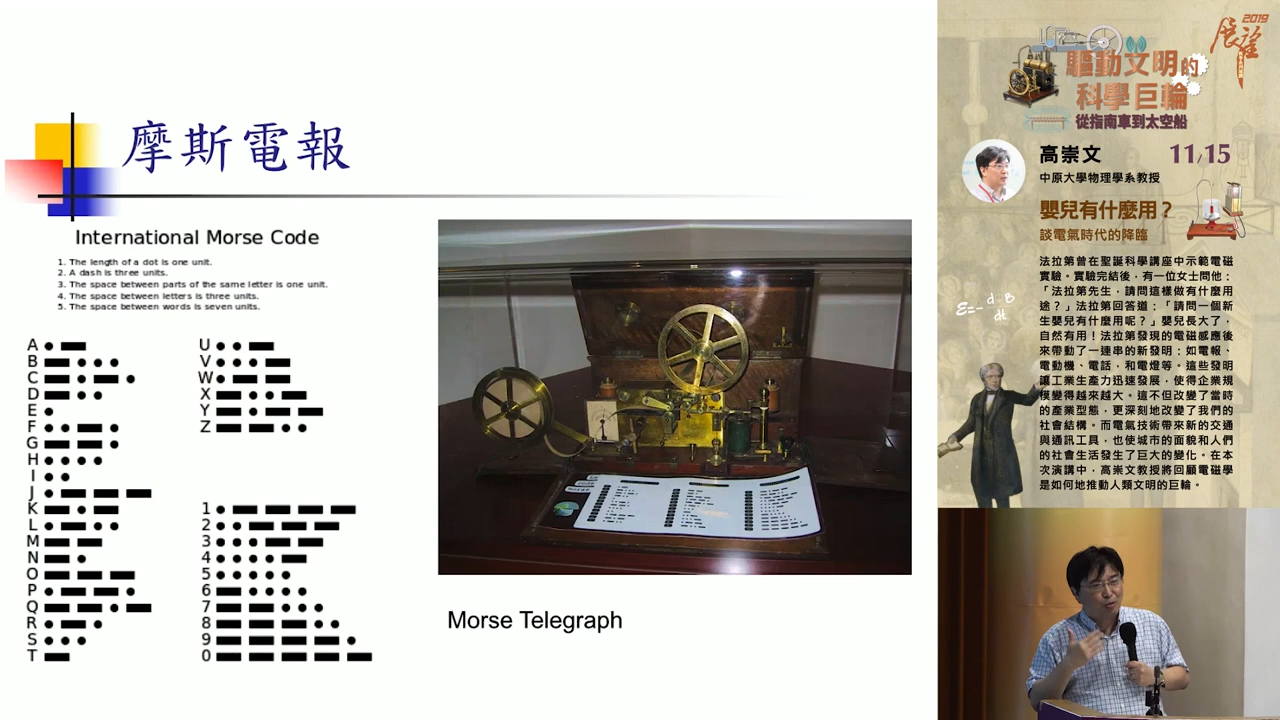 摩斯電報
International Morse Code
1. The length of a dot is one unit.
2. A dash is three units.
3. The space between parts of the same letter is one unit.
4. The space between letters is three units.
5. The space between words is seven units.
A
B
C
D
E
F
G
H
I
J
K
L
M
N
O
P
Q
R
S
T
U
V
W
X
Y
Z
1
2
3
4
5
6
7
8
9
0
Morse Telegraph
2019
展望
驅動文明的
科學巨輪
從指南車到太空船
高崇文 11/15
中原大學物理學系教授
嬰兒有什麼用？
談電氣時代的降臨
法拉第曾在聖誕科學講座中示範電磁
實驗。實驗完結後，有一位女士問他：
「法拉第先生，請問這樣做有什麼用
途？」法拉第回答道：「請問一個新
生嬰兒有什麼用呢？」嬰兒長大了，
自然有用！法拉第發現的電磁感應後
來帶動了一連串的新發明：如電報、
電動機、電話，和電燈等。這些發明
讓工業生產力迅速發展，使得企業規
模變得越來越大。這不但改變了當時
的產業型態，更深刻地改變了我們的
社會結構。而電氣技術帶來新的交通
與通訊工具，也使城市的面貌和人們
的社會生活發生了巨大的變化。在本
次演講中，高崇文教授將回顧電磁學
是如何地推動人類文明的巨輪。